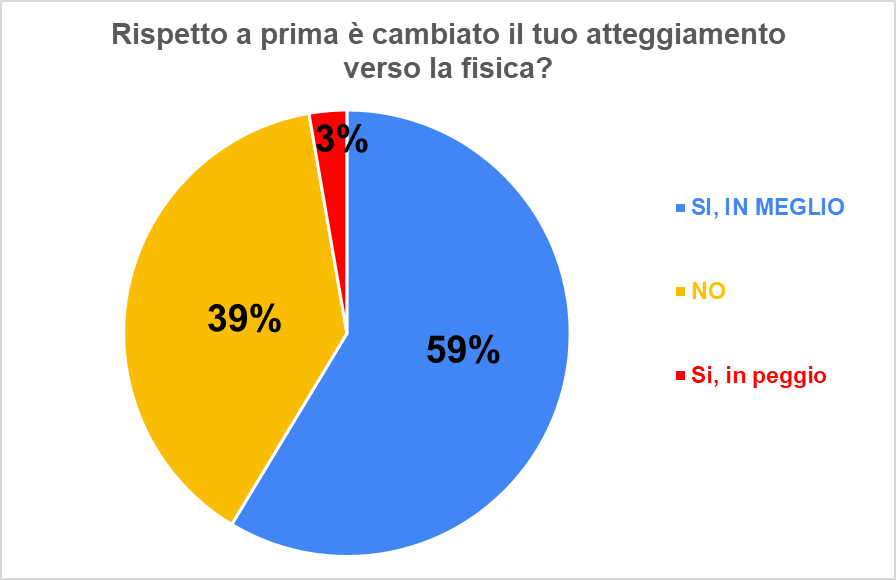 Rispetto a prima è cambiato il tuo atteggiamento
verso la fisica?
3%
39%
59%
SI, IN MEGLIO
NO
Si, in peggio